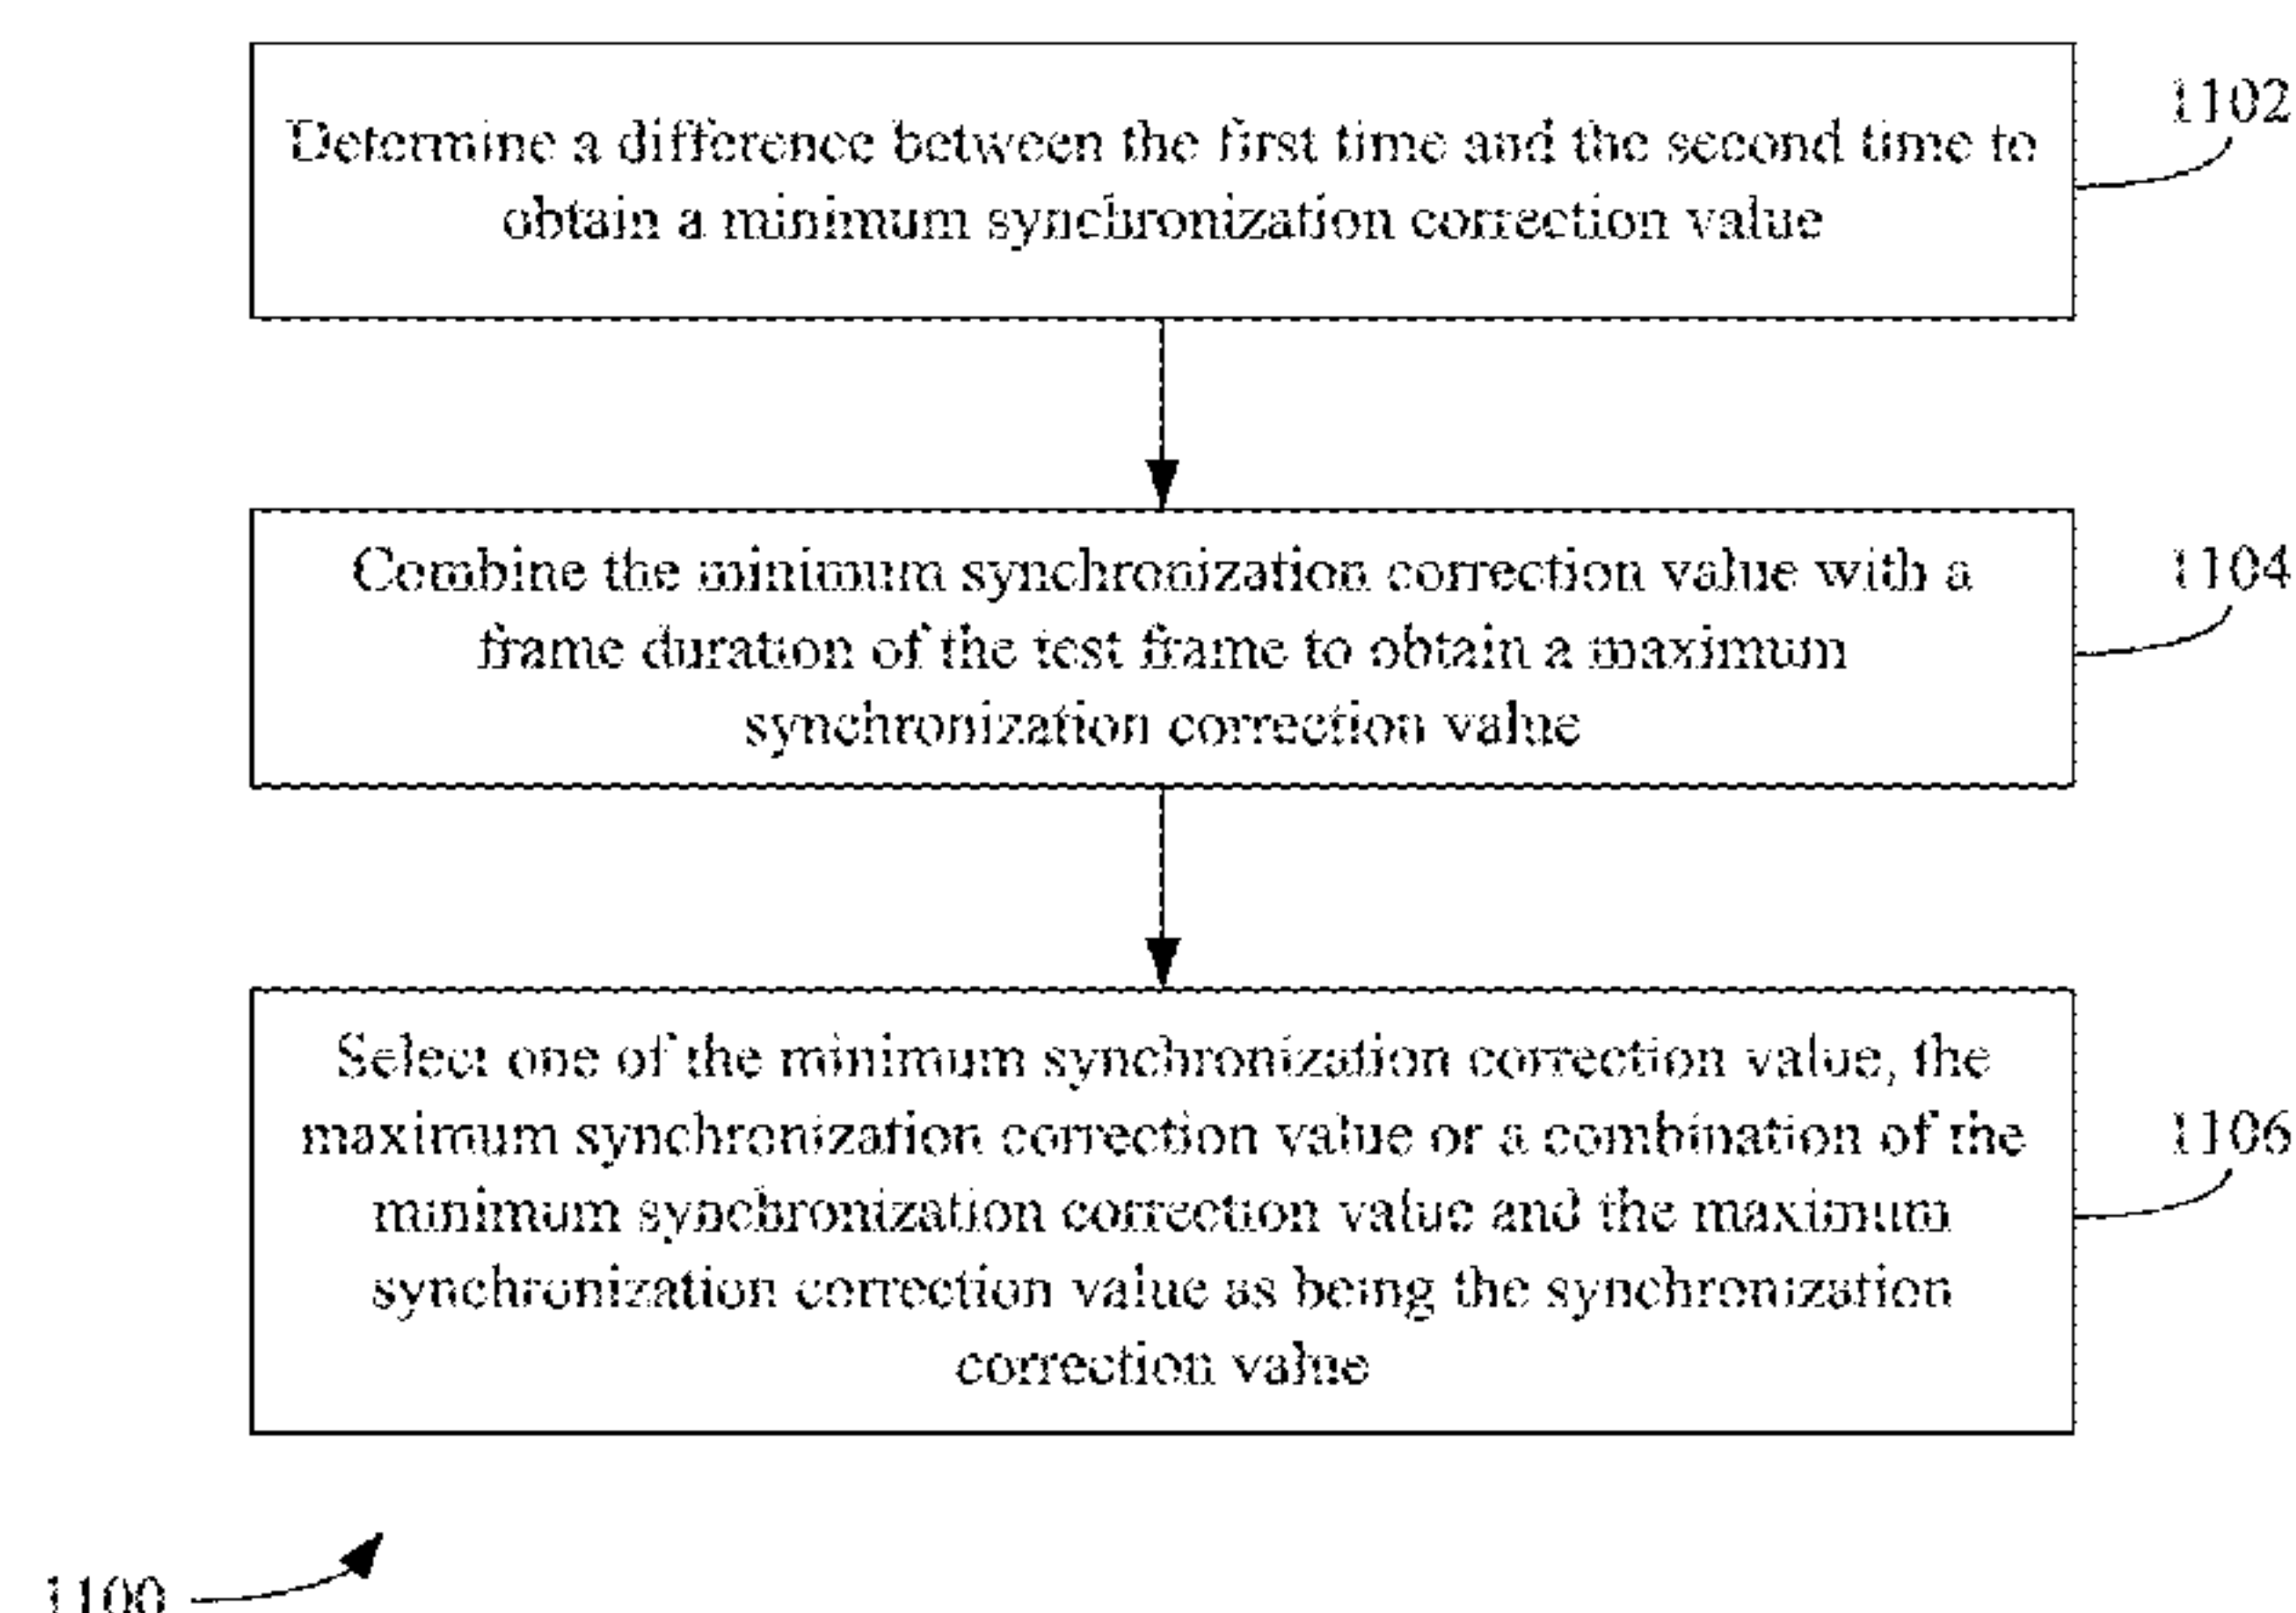 Determine a difference between the first time and the second time to
obtain a minimum synchronization correction value
1102
Combine the minimum synchronization correction value with a
frame duration of the test frame to obtain a maximum
synchronization correction value
1104
Select one of the minimum synchronization correction value, the
maximum synchronization correction value or a combination of the
minimum synchronization correction value and the maximum
synchronization correction value as being the synchronization
correction value
1106
1100